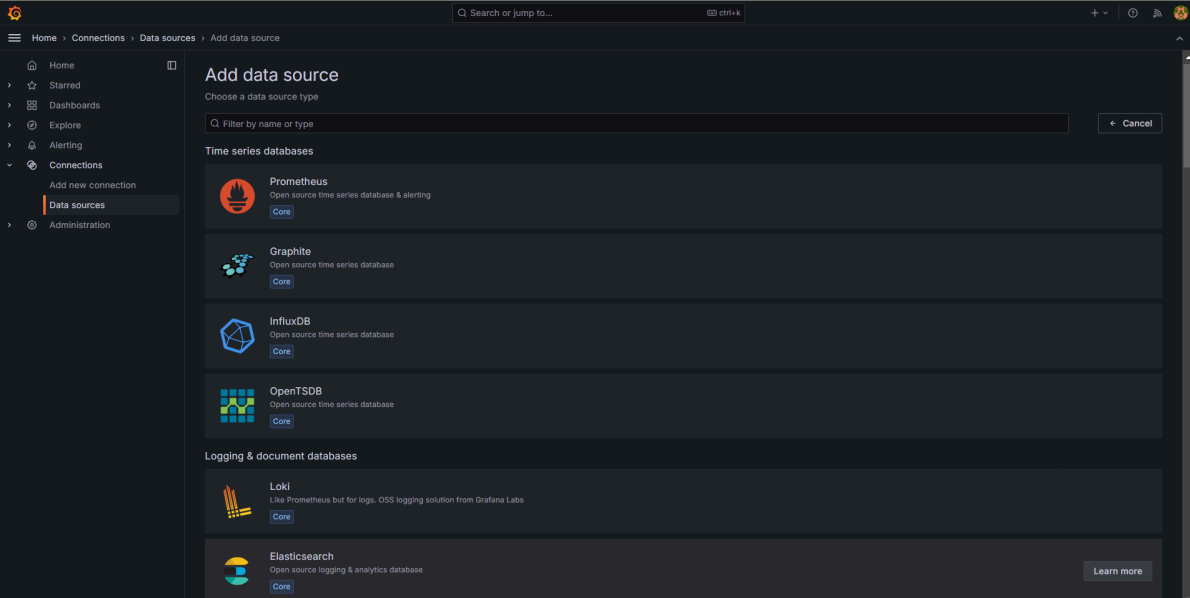 Search or jump to...
ctrl+k
Home › Connections › Data sources › Add data source
Home
Starred
Dashboards
Explore
Alerting
Connections
Add new connection
Data sources
Administration
Add data source
Choose a data source type
Filter by name or type
Cancel
Time series databases
Prometheus
Open source time series database & alerting
Core
Graphite
Open source time series database
Core
InfluxDB
Open source time series database
Core
OpenTSDB
Open source time series database
Core
Logging & document databases
Loki
Like Prometheus but for logs. OSS logging solution from Grafana Labs
Core
Elasticsearch
Open source logging & analytics database
Core
Learn more